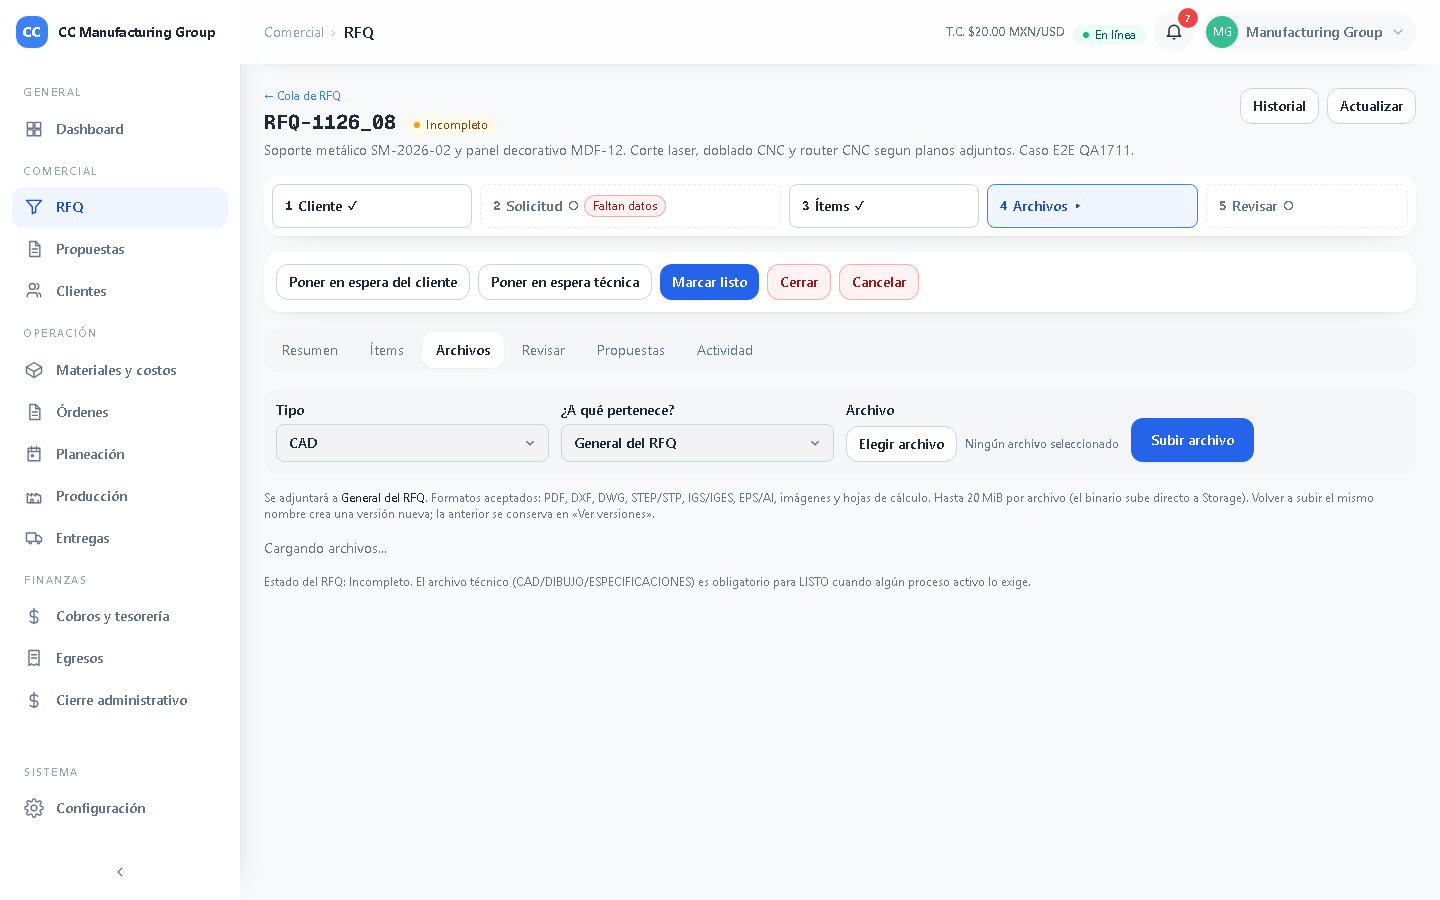 CC
CC Manufacturing Group
GENERAL
Dashboard
COMERCIAL
RFQ
Propuestas
Clientes
OPERACIÓN
Materiales y costos
Órdenes
Planeación
Producción
Entregas
FINANZAS
Cobros y tesorería
Egresos
Cierre administrativo
SISTEMA
Configuración
Comercial › RFQ
T.C. $20.00 MXN/USD
En línea
7
MG
Manufacturing Group
← Cola de RFQ
RFQ-1126_08
Incompleto
Soporte metálico SM-2026-02 y panel decorativo MDF-12. Corte laser, doblado CNC y router CNC segun planos adjuntos. Caso E2E QA1711.
Historial
Actualizar
1 Cliente ✓
2 Solicitud ○ Faltan datos
3 Ítems ✓
4 Archivos ▸
5 Revisar ○
Poner en espera del cliente
Poner en espera técnica
Marcar listo
Cerrar
Cancelar
Resumen
Ítems
Archivos
Revisar
Propuestas
Actividad
Tipo
CAD
¿A qué pertenece?
General del RFQ
Archivo
Elegir archivo
Ningún archivo seleccionado
Subir archivo
Se adjuntará a General del RFQ. Formatos aceptados: PDF, DXF, DWG, STEP/STP, IGS/IGES, EPS/AI, imágenes y hojas de cálculo. Hasta 20 MiB por archivo (el binario sube directo a Storage). Volver a subir el mismo
nombre crea una versión nueva; la anterior se conserva en «Ver versiones».
Cargando archivos...
Estado del RFQ: Incompleto. El archivo técnico (CAD/DIBUJO/ESPECIFICACIONES) es obligatorio para LISTO cuando algún proceso activo lo exige.